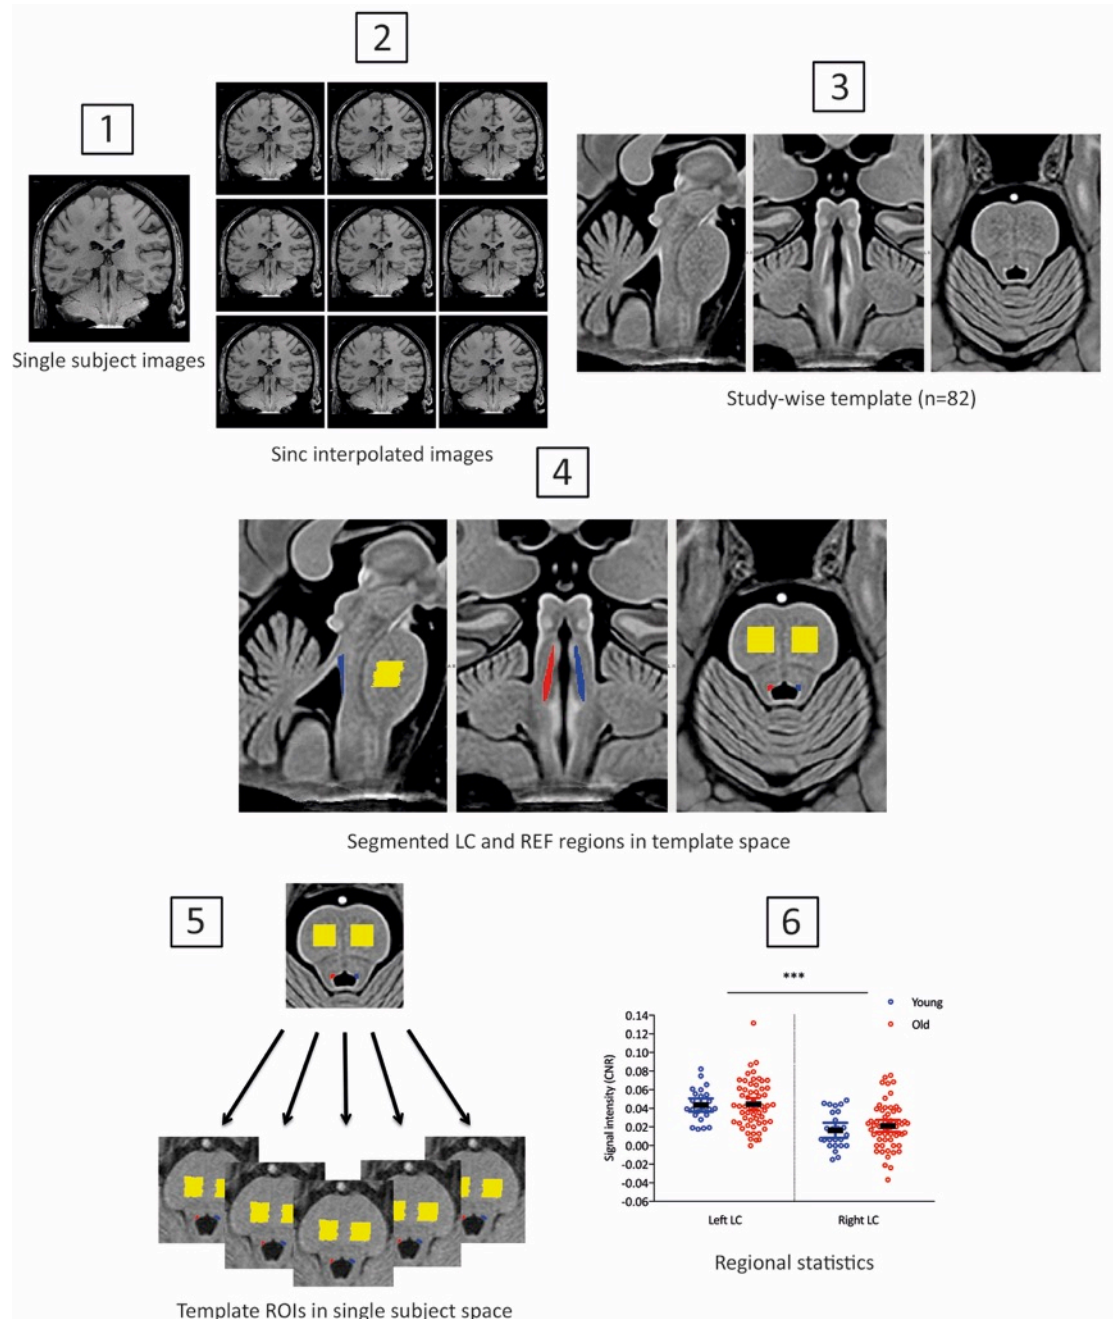 1
2
3
Single subject images
Sinc interpolated images
Study-wise template (n=82)
4
Segmented LC and REF regions in template space
5
Template ROIs in single subject space
6
***
Young
Old
Signal intensity (CNR)
0.14
0.12
0.10
0.08
0.06
0.04
0.02
0.00
-0.02
-0.04
-0.06
Left LC
Right LC
Regional statistics